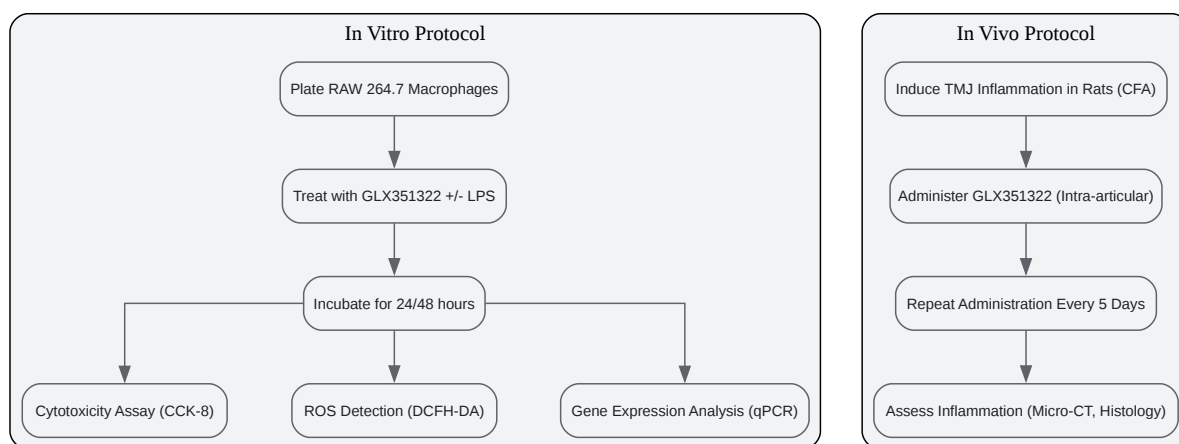 In Vitro Protocol
Plate RAW 264.7 Macrophages
Treat with GLX351322 +/- LPS
Incubate for 24/48 hours
Cytotoxicity Assay (CCK-8)
ROS Detection (DCFH-DA)
Gene Expression Analysis (qPCR)
In Vivo Protocol
Induce TMJ Inflammation in Rats (CFA)
Administer GLX351322 (Intra-articular)
Repeat Administration Every 5 Days
Assess Inflammation (Micro-CT, Histology)